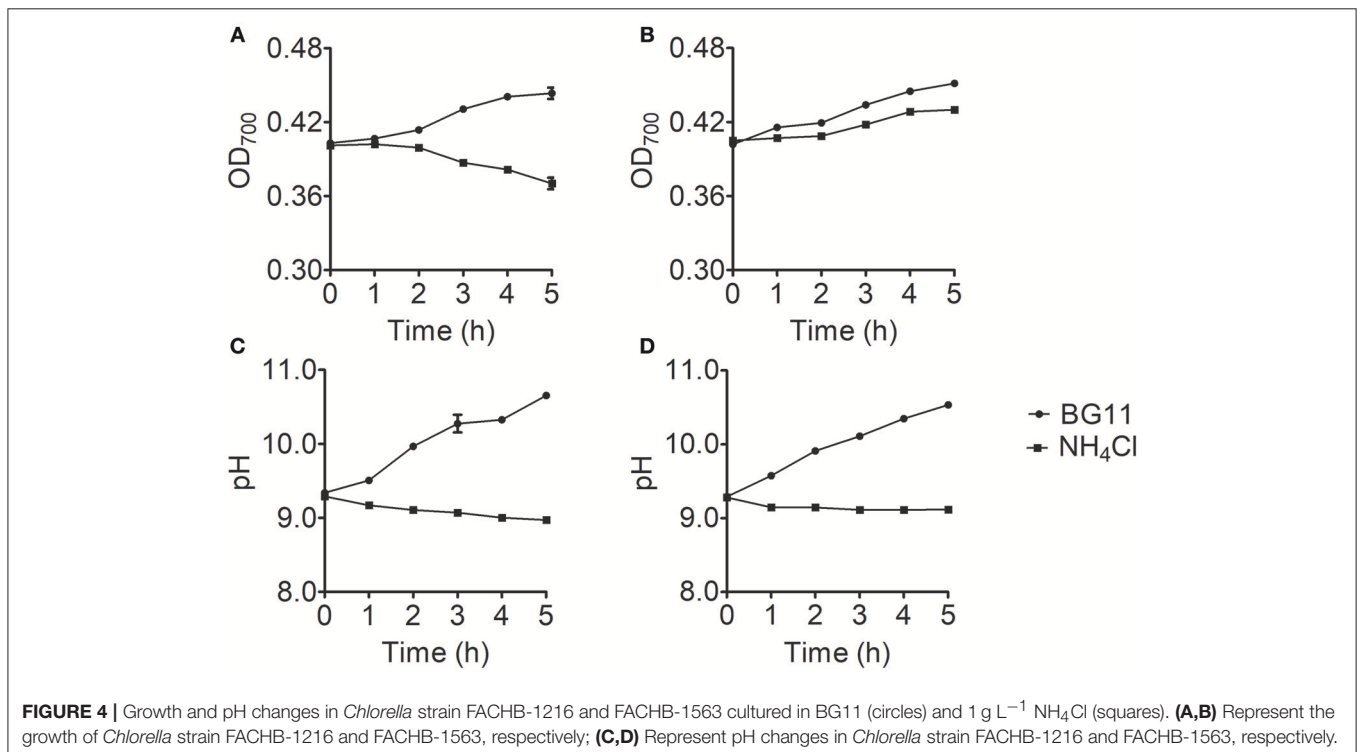 A
0.48
0.42
0.36
0.30
OD700
0 1 2 3 4 5
Time (h)
B
0.48
0.42
0.36
0.30
OD700
0 1 2 3 4 5
Time (h)
C
11.0
10.0
9.0
8.0
pH
0 1 2 3 4 5
Time (h)
D
11.0
10.0
9.0
8.0
pH
0 1 2 3 4 5
Time (h)
BG11
NH4Cl
FIGURE 4 | Growth and pH changes in Chlorella strain FACHB-1216 and FACHB-1563 cultured in BG11 (circles) and 1 g L−1 NH4Cl (squares). (A,B) Represent the
growth of Chlorella strain FACHB-1216 and FACHB-1563, respectively; (C,D) Represent pH changes in Chlorella strain FACHB-1216 and FACHB-1563, respectively.